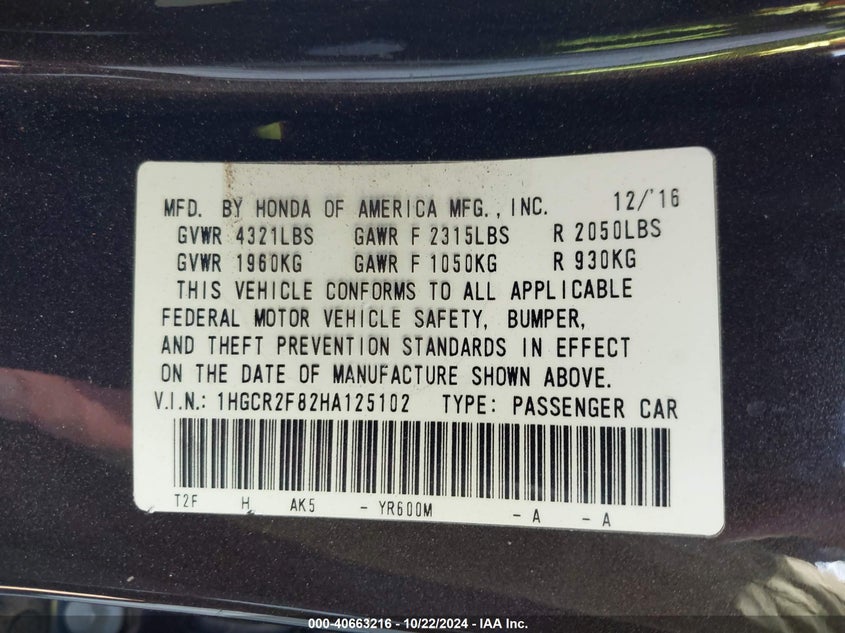 MFD. BY HONDA OF AMERICA MFG., INC. 12/'16
GVWR 4321LBS GAWR F 2315LBS R 2050LBS
GVWR 1960KG GAWR F 1050KG R 930KG
THIS VEHICLE CONFORMS TO ALL APPLICABLE
FEDERAL MOTOR VEHICLE SAFETY, BUMPER,
AND THEFT PREVENTION STANDARDS IN EFFECT
ON THE DATE OF MANUFACTURE SHOWN ABOVE.
V.I.N.: 1HGCR2F82HA125102 TYPE: PASSENGER CAR
T2F H AK5 - YR600M - A - A
000-40663216 - 10/22/2024 - IAA Inc.